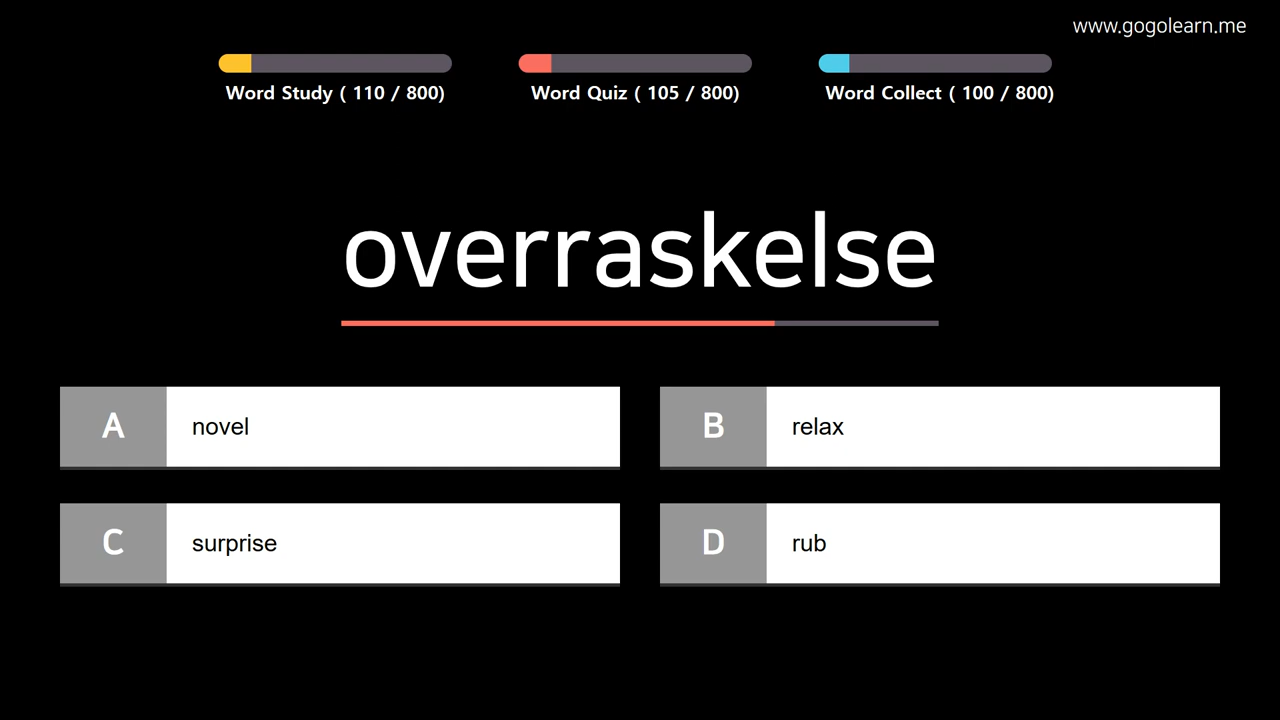 www.gogolearn.me
Word Study ( 110 / 800)
Word Quiz ( 105 / 800)
Word Collect ( 100 / 800)
overraskelse
A novel
B relax
C surprise
D rub